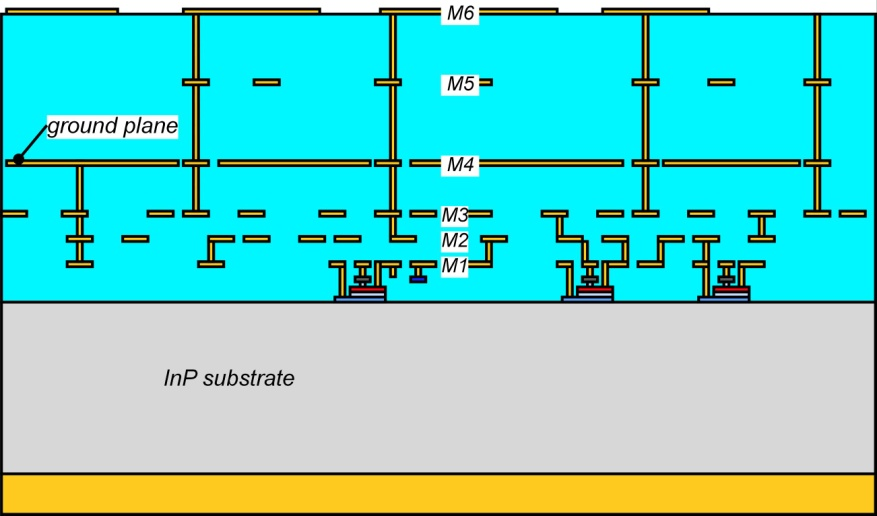 M6
M5
ground plane
M4
M3
M2
M1
InP substrate